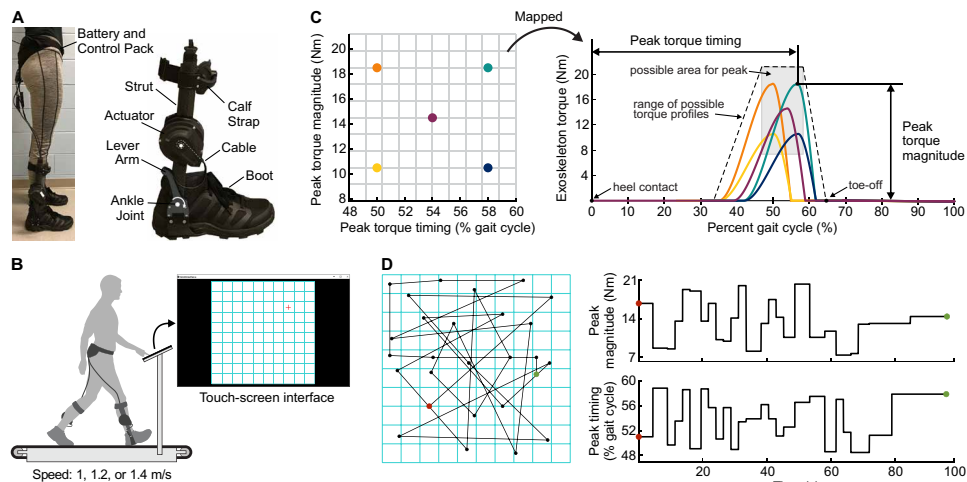 A
Battery and
Control Pack
Strut
Actuator
Lever
Arm
Ankle
Joint
Calf
Strap
Cable
Boot
C
Mapped
Peak torque magnitude (Nm)
20
18
16
14
12
10
8
48
50
52
54
56
58
60
Peak torque timing (% gait cycle)
Exoskeleton torque (Nm)
20
16
12
8
4
Peak torque timing
possible area for peak
range of possible
torque profiles
Peak
torque
magnitude
heel contact
toe-off
0
10
20
30
40
50
60
70
80
90
100
Percent gait cycle (%)
B
Touch-screen interface
Speed: 1, 1.2, or 1.4 m/s
D
Peak
magnitude (Nm)
21
14
7
Peak timing
(% gait cycle)
60
56
52
48
20
40
60
80
100